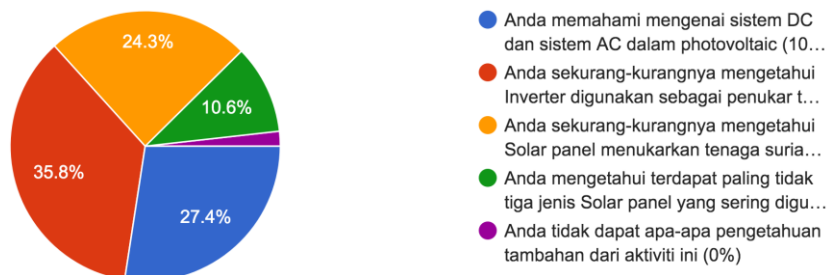 24.3%
10.6%
35.8%
27.4%
Anda memahami mengenai sistem DC
dan sistem AC dalam photovoltaic (10…
Anda sekurang-kurangnya mengetahui
Inverter digunakan sebagai penukar t…
Anda sekurang-kurangnya mengetahui
Solar panel menukarkan tenaga suria…
Anda mengetahui terdapat paling tidak
tiga jenis Solar panel yang sering digu…
Anda tidak dapat apa-apa pengetahuan
tambahan dari aktiviti ini (0%)